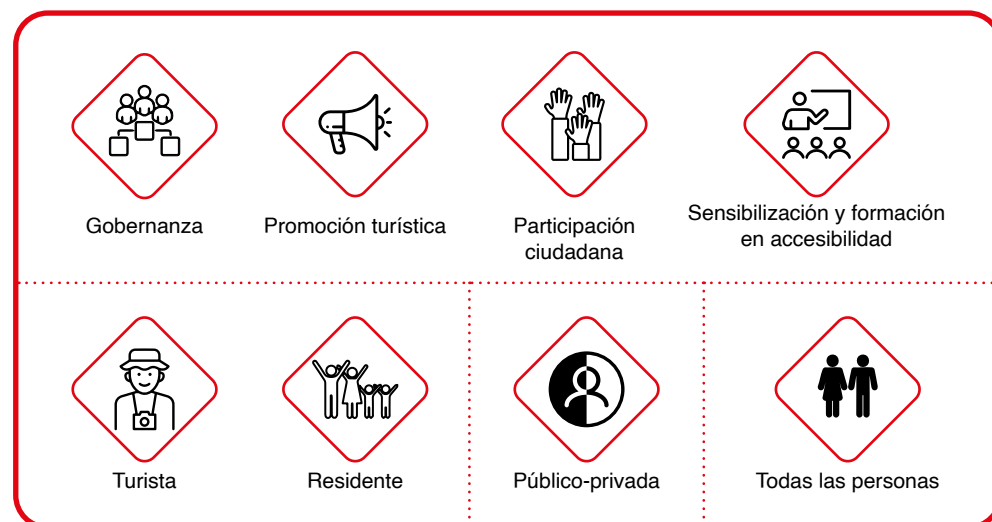 Gobernanza
Promoción turística
Participación
ciudadana
Sensibilización y formación
en accesibilidad
Turista
Residente
Público-privada
Todas las personas